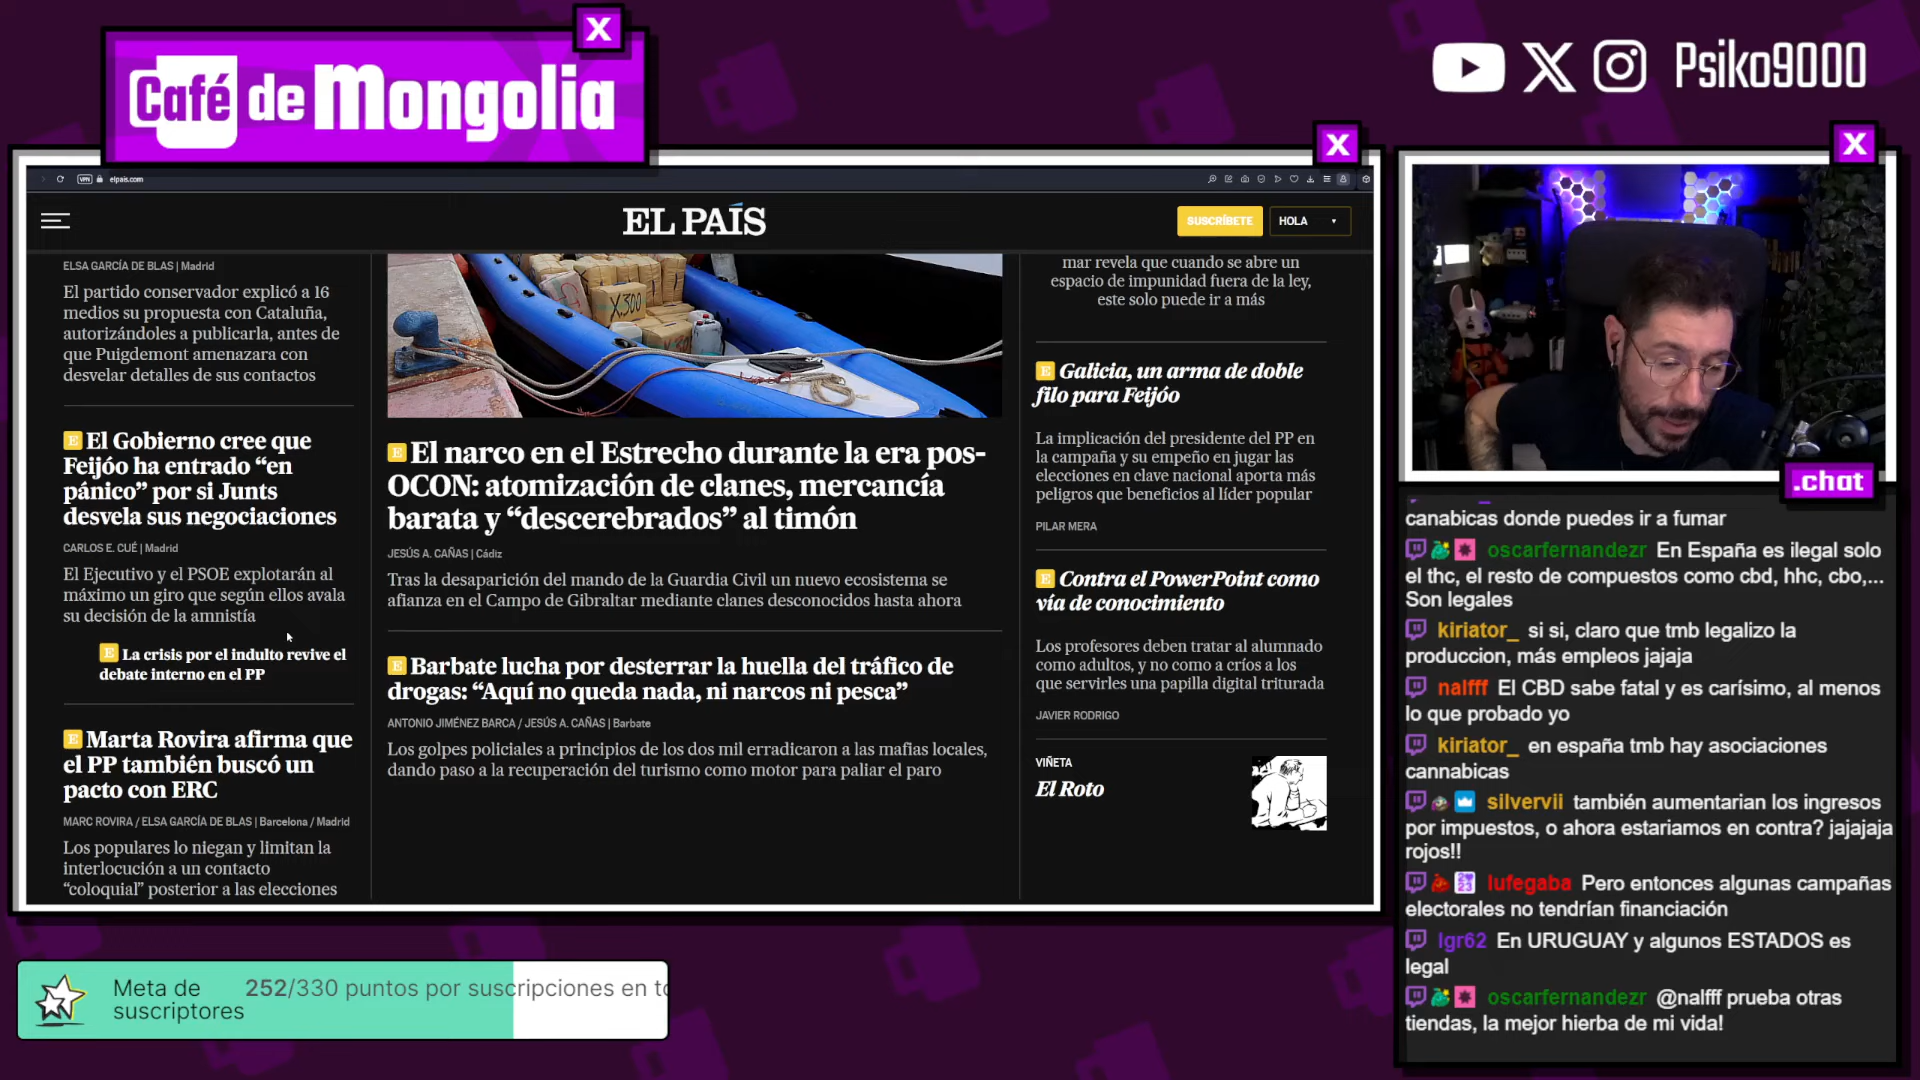 Café de Mongolia
X
Psiko9000
X
X
VPN
elpais.com
EL PAÍS
SUSCRÍBETE
HOLA
ELSA GARCÍA DE BLAS | Madrid
El partido conservador explicó a 16
medios su propuesta con Cataluña,
autorizándoles a publicarla, antes de
que Puigdemont amenazara con
desvelar detalles de sus contactos
E El Gobierno cree que
Feijóo ha entrado “en
pánico” por si Junts
desvela sus negociaciones
CARLOS E. CUÉ | Madrid
El Ejecutivo y el PSOE explotarán al
máximo un giro que según ellos avala
su decisión de la amnistía
E La crisis por el indulto revive el
debate interno en el PP
E Marta Rovira afirma que
el PP también buscó un
pacto con ERC
MARC ROVIRA / ELSA GARCÍA DE BLAS | Barcelona / Madrid
Los populares lo niegan y limitan la
interlocución a un contacto
“coloquial” posterior a las elecciones
X.300
E El narco en el Estrecho durante la era pos-
OCON: atomización de clanes, mercancía
barata y “descerebrados” al timón
JESÚS A. CAÑAS | Cádiz
Tras la desaparición del mando de la Guardia Civil un nuevo ecosistema se
afianza en el Campo de Gibraltar mediante clanes desconocidos hasta ahora
E Barbate lucha por desterrar la huella del tráfico de
drogas: “Aquí no queda nada, ni narcos ni pesca”
ANTONIO JIMÉNEZ BARCA / JESÚS A. CAÑAS | Barbate
Los golpes policiales a principios de los dos mil erradicaron a las mafias locales,
dando paso a la recuperación del turismo como motor para paliar el paro
mar revela que cuando se abre un
espacio de impunidad fuera de la ley,
este solo puede ir a más
E Galicia, un arma de doble
filo para Feijóo
La implicación del presidente del PP en
la campaña y su empeño en jugar las
elecciones en clave nacional aporta más
peligros que beneficios al líder popular
PILAR MERA
E Contra el PowerPoint como
vía de conocimiento
Los profesores deben tratar al alumnado
como adultos, y no como a críos a los
que servirles una papilla digital triturada
JAVIER RODRIGO
VIÑETA
El Roto
.chat
canabicas donde puedes ir a fumar
oscarfernandezr En España es ilegal solo
el thc, el resto de compuestos como cbd, hhc, cbo,...
Son legales
kiriator_ si si, claro que tmb legalizo la
produccion, más empleos jajaja
nalfff El CBD sabe fatal y es carísimo, al menos
lo que probado yo
kiriator_ en españa tmb hay asociaciones
cannabicas
silvervii también aumentarian los ingresos
por impuestos, o ahora estariamos en contra? jajajaja
rojos!!
lufegaba Pero entonces algunas campañas
electorales no tendrían financiación
lgr62 En URUGUAY y algunos ESTADOS es
legal
oscarfernandezr @nalfff prueba otras
tiendas, la mejor hierba de mi vida!
Meta de
suscriptores
252/330 puntos por suscripciones en to